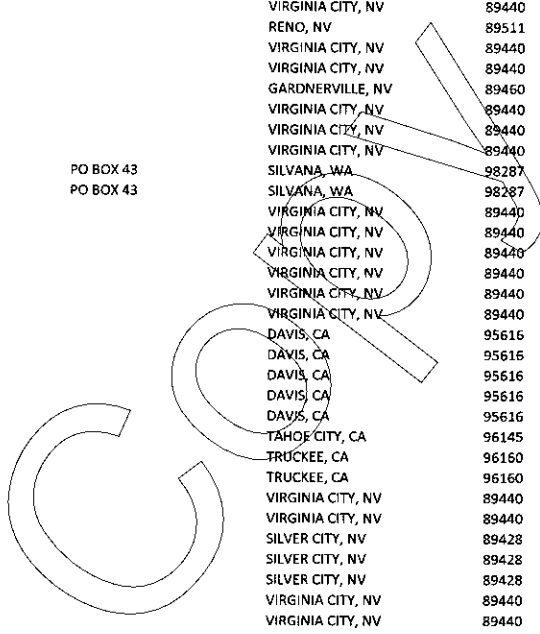 VIRGINIA CITY, NV 89440
RENO, NV 89511
VIRGINIA CITY, NV 89440
VIRGINIA CITY, NV 89440
GARDNERVILLE, NV 89460
VIRGINIA CITY, NV 89440
VIRGINIA CITY, NV 89440
VIRGINIA CITY, NV 89440
PO BOX 43 SILVANA, WA 98287
PO BOX 43 SILVANA, WA 98287
VIRGINIA CITY, NV 89440
VIRGINIA CITY, NV 89440
VIRGINIA CITY, NV 89440
VIRGINIA CITY, NV 89440
VIRGINIA CITY, NV 89440
VIRGINIA CITY, NV 89440
DAVIS, CA 95616
DAVIS, CA 95616
DAVIS, CA 95616
DAVIS, CA 95616
DAVIS, CA 95616
TAHOE CITY, CA 96145
TRUCKEE, CA 96160
TRUCKEE, CA 96160
VIRGINIA CITY, NV 89440
VIRGINIA CITY, NV 89440
SILVER CITY, NV 89428
SILVER CITY, NV 89428
SILVER CITY, NV 89428
VIRGINIA CITY, NV 89440
VIRGINIA CITY, NV 89440
Copy